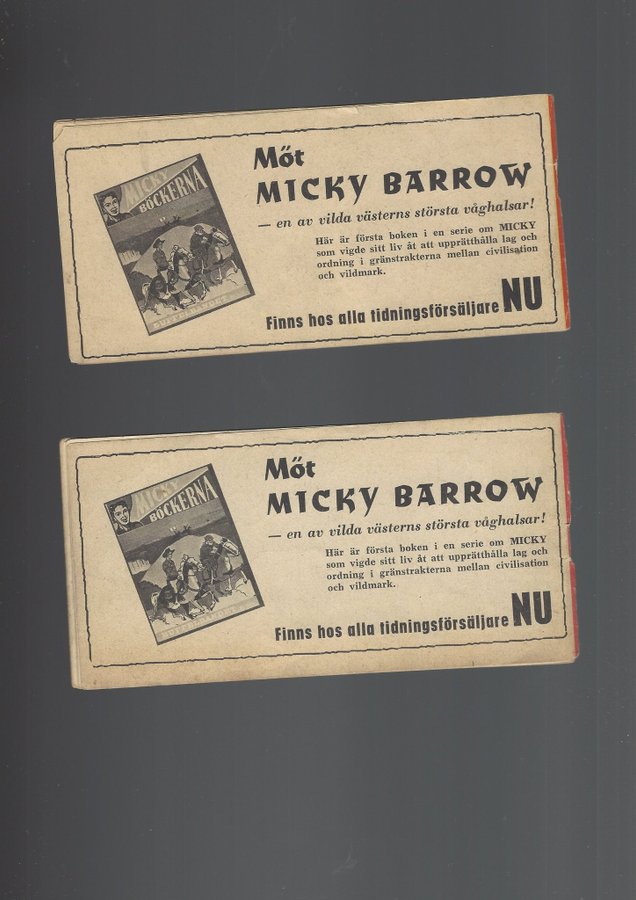 MICKY
BÖCKERNA
Möt
MICKY BARROW
— en av vilda västerns största våghalsar!
Här är första boken i en serie om MICKY
som vigde sitt liv åt att upprätthålla lag och
ordning i gränstrakterna mellan civilisation
och vildmark.
Finns hos alla tidningsförsäljare NU
MICKY
BÖCKERNA
Möt
MICKY BARROW
— en av vilda västerns största våghalsar!
Här är första boken i en serie om MICKY
som vigde sitt liv åt att upprätthålla lag och
ordning i gränstrakterna mellan civilisation
och vildmark.
Finns hos alla tidningsförsäljare NU